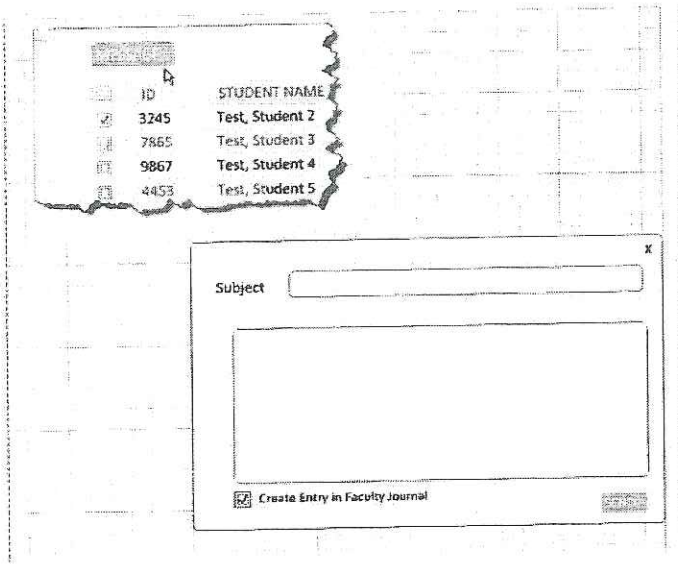 ID STUDENT NAME
3245 Test, Student 2
7865 Test, Student 3
9867 Test, Student 4
4453 Test, Student 5
x
Subject
Create Entry in Faculty Journal